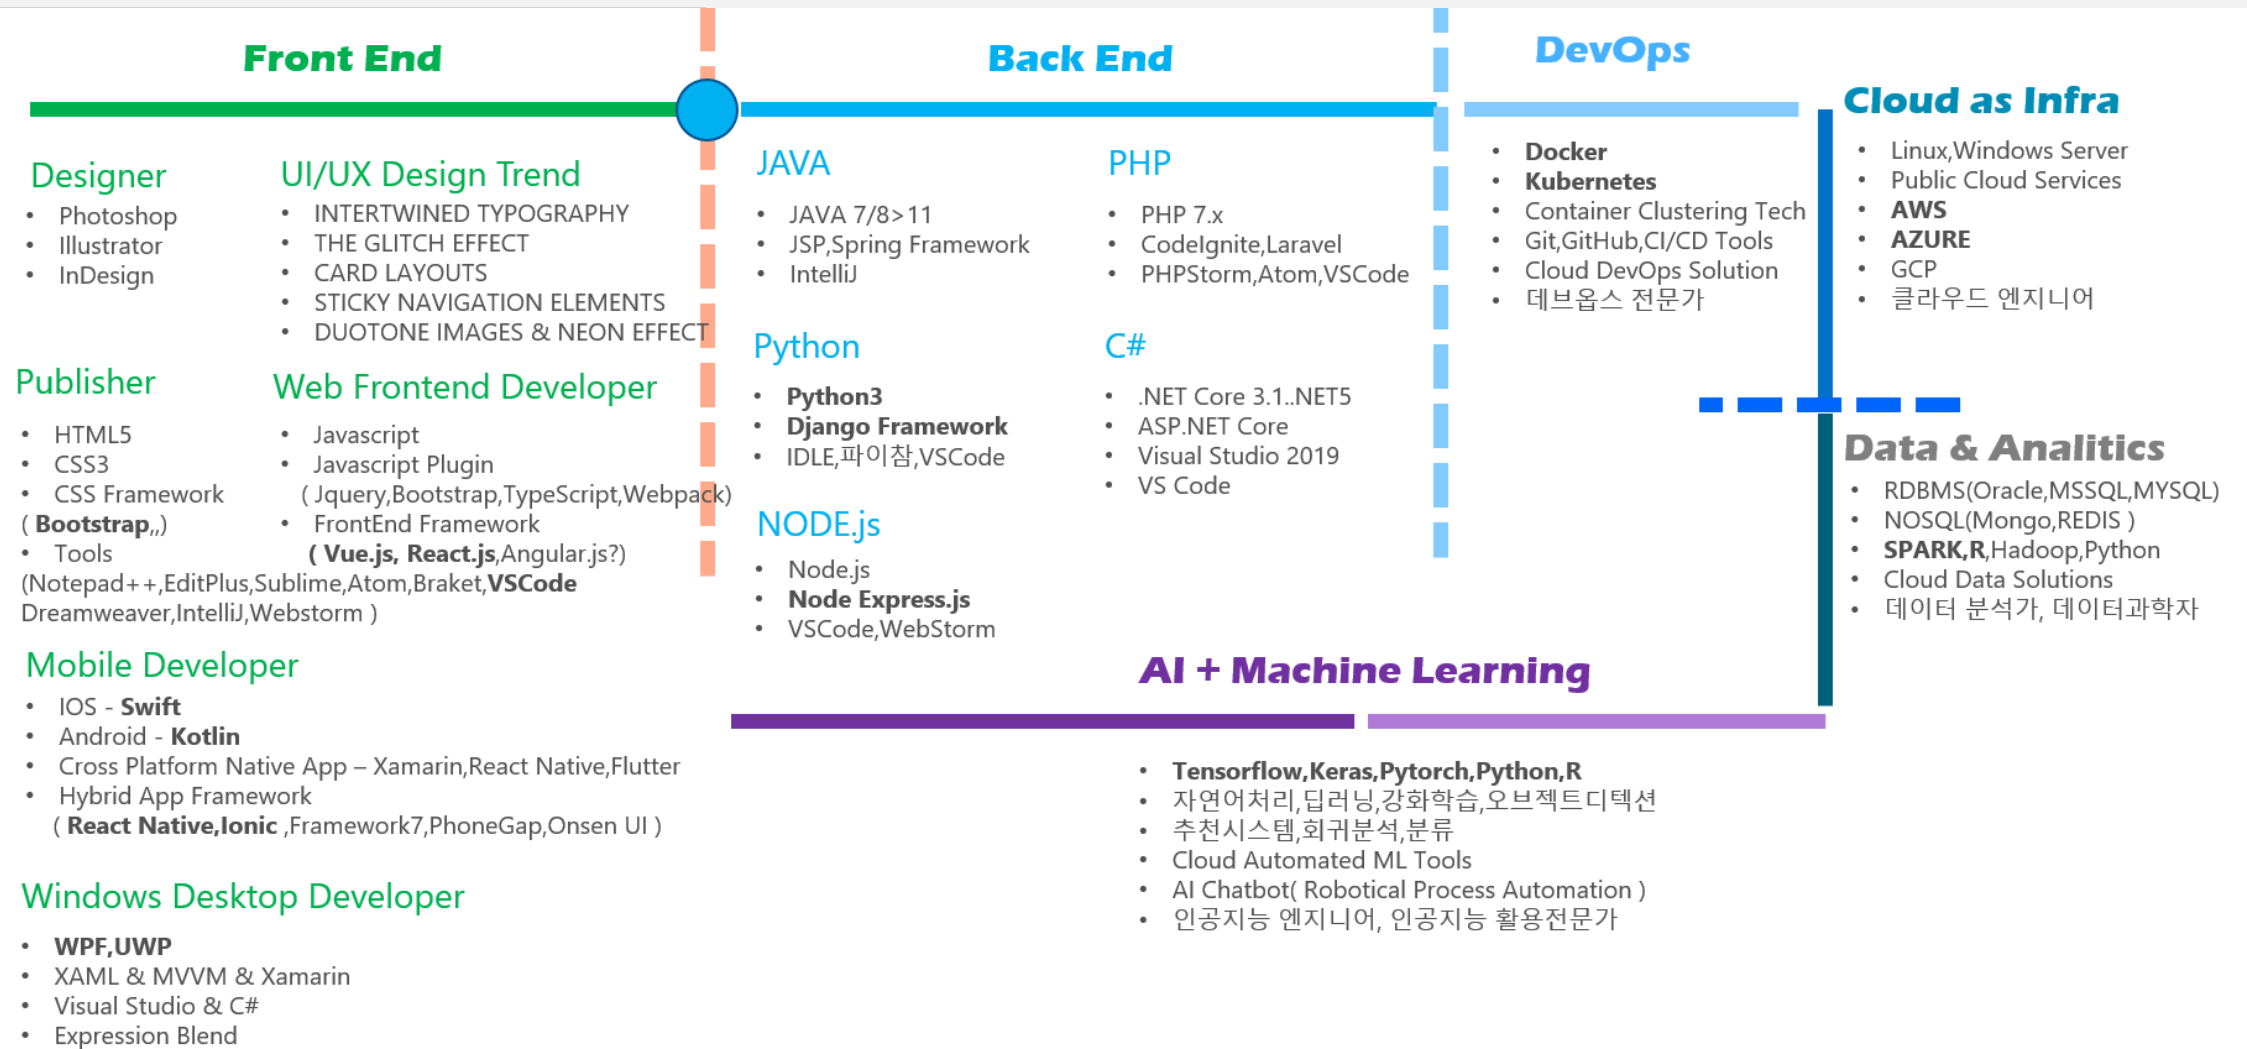 Front End
Designer
• Photoshop
• Illustrator
• InDesign
UI/UX Design Trend
• INTERTWINED TYPOGRAPHY
• THE GLITCH EFFECT
• CARD LAYOUTS
• STICKY NAVIGATION ELEMENTS
• DUOTONE IMAGES & NEON EFFECT
Publisher
• HTML5
• CSS3
• CSS Framework
( Bootstrap,,)
• Tools
(Notepad++,EditPlus,Sublime,Atom,Braket,VSCode
Dreamweaver,IntelliJ,Webstorm )
Web Frontend Developer
• Javascript
• Javascript Plugin
( Jquery,Bootstrap,TypeScript,Webpack)
• FrontEnd Framework
( Vue.js, React.js,Angular.js?)
Mobile Developer
• IOS - Swift
• Android - Kotlin
• Cross Platform Native App – Xamarin,React Native,Flutter
• Hybrid App Framework
( React Native,Ionic ,Framework7,PhoneGap,Onsen UI )
Windows Desktop Developer
• WPF,UWP
• XAML & MVVM & Xamarin
• Visual Studio & C#
• Expression Blend
Back End
JAVA
• JAVA 7/8>11
• JSP,Spring Framework
• IntelliJ
PHP
• PHP 7.x
• CodeIgnite,Laravel
• PHPStorm,Atom,VSCode
Python
• Python3
• Django Framework
• IDLE,파이참,VSCode
C#
• .NET Core 3.1..NET5
• ASP.NET Core
• Visual Studio 2019
• VS Code
NODE.js
• Node.js
• Node Express.js
• VSCode,WebStorm
DevOps
• Docker
• Kubernetes
• Container Clustering Tech
• Git,GitHub,CI/CD Tools
• Cloud DevOps Solution
• 데브옵스 전문가
Cloud as Infra
• Linux,Windows Server
• Public Cloud Services
• AWS
• AZURE
• GCP
• 클라우드 엔지니어
Data & Analitics
• RDBMS(Oracle,MSSQL,MYSQL)
• NOSQL(Mongo,REDIS )
• SPARK,R,Hadoop,Python
• Cloud Data Solutions
• 데이터 분석가, 데이터과학자
AI + Machine Learning
• Tensorflow,Keras,Pytorch,Python,R
• 자연어처리,딥러닝,강화학습,오브젝트디텍션
• 추천시스템,회귀분석,분류
• Cloud Automated ML Tools
• AI Chatbot( Robotical Process Automation )
• 인공지능 엔지니어, 인공지능 활용전문가